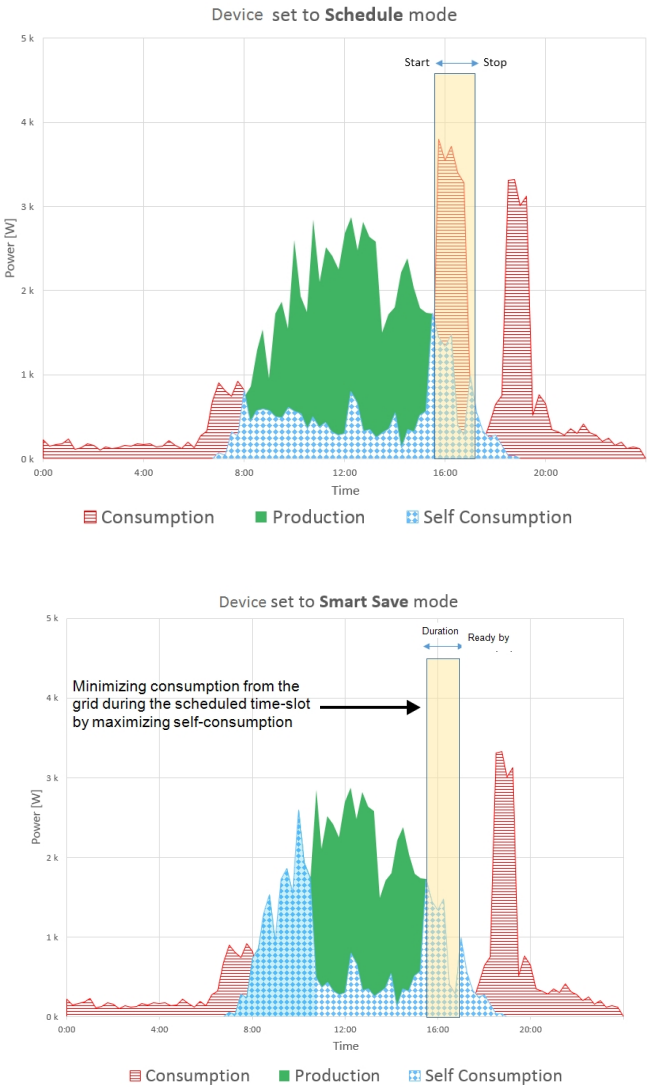 Device set to Schedule mode
5 k
Start Stop
4 k
3 k
2 k
1 k
0 k
Power [W]
0:00 4:00 8:00 12:00 16:00 20:00
Time
Consumption Production Self Consumption
Device set to Smart Save mode
5 k
Duration
Ready by
Minimizing consumption from the
grid during the scheduled time-slot
by maximizing self-consumption
4 k
3 k
2 k
1 k
0 k
Power [W]
0:00 4:00 8:00 12:00 16:00 20:00
Time
Consumption Production Self Consumption